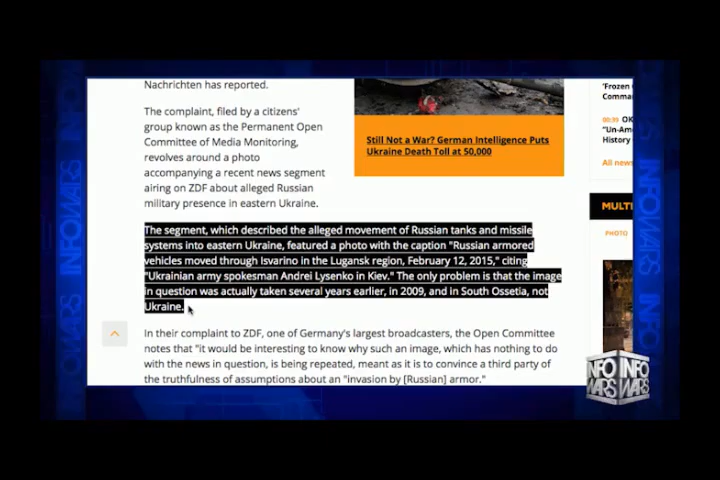 Nachrichten has reported.
The complaint, filed by a citizens'
group known as the Permanent Open
Committee of Media Monitoring,
revolves around a photo
accompanying a recent news segment
airing on ZDF about alleged Russian
military presence in eastern Ukraine.
Still Not a War? German Intelligence Puts
Ukraine Death Toll at 50,000
The segment, which described the alleged movement of Russian tanks and missile
systems into eastern Ukraine, featured a photo with the caption "Russian armored
vehicles moved through Isvarino in the Lugansk region, February 12, 2015," citing
"Ukrainian army spokesman Andrei Lysenko in Kiev." The only problem is that the image
in question was actually taken several years earlier, in 2009, and in South Ossetia, not
Ukraine.
In their complaint to ZDF, one of Germany's largest broadcasters, the Open Committee
notes that "it would be interesting to know why such an image, which has nothing to do
with the news in question, is being repeated, meant as it is to convince a third party of
the truthfulness of assumptions about an "invasion by [Russian] armor."
'Frozen
Comma
00:39 OK
"Un-Ame
History
All news
MULTI
PHOTO
INFOWARS
INFOWARS
INFO INFO
WARS WARS